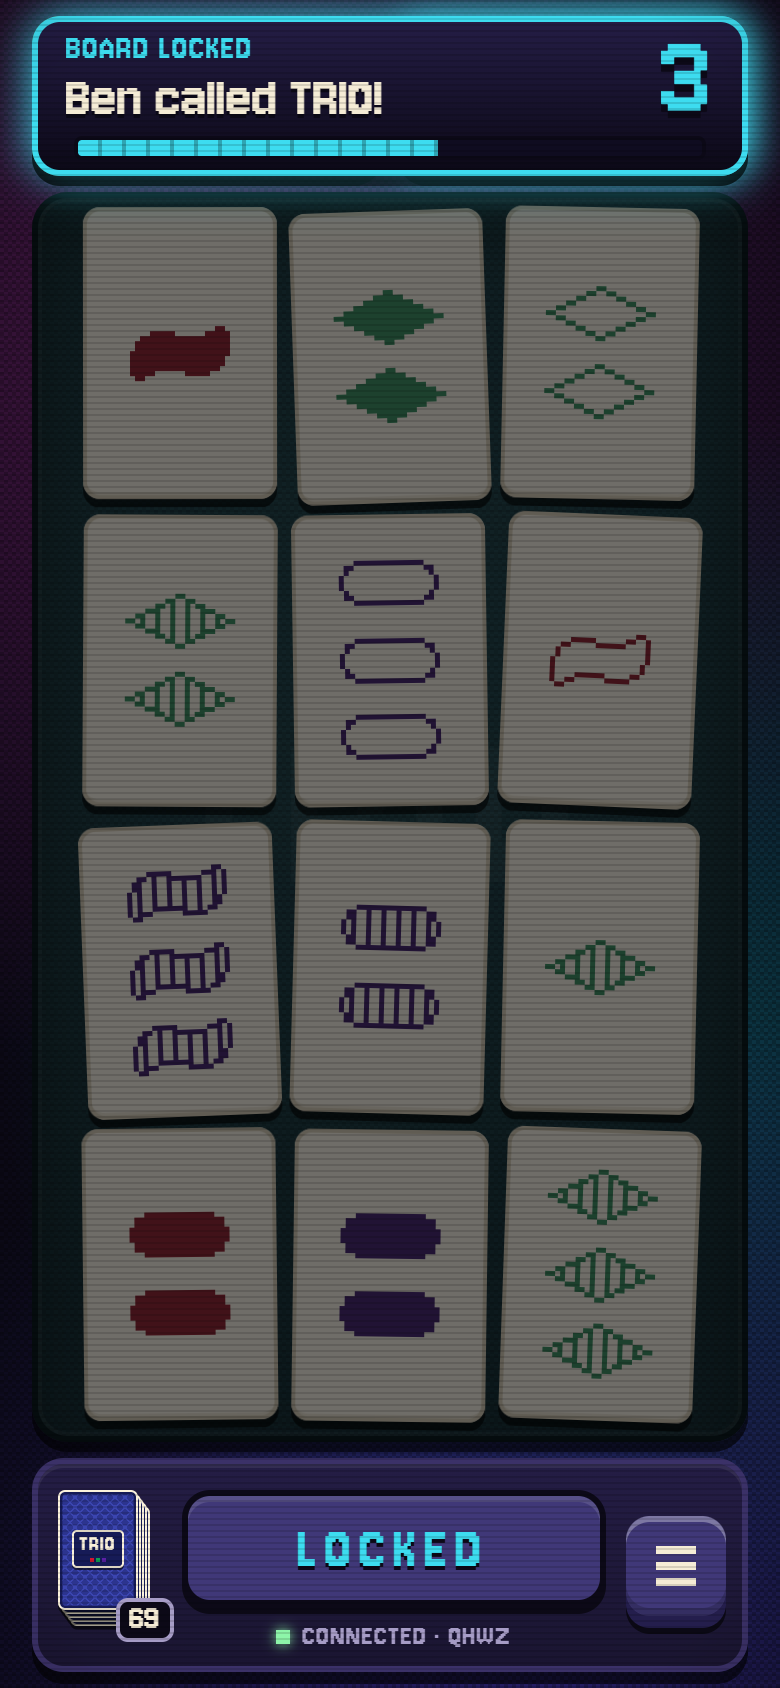 BOARD LOCKED
Ben called TRIO!
3
TRIO
69
LOCKED
CONNECTED · QHWZ